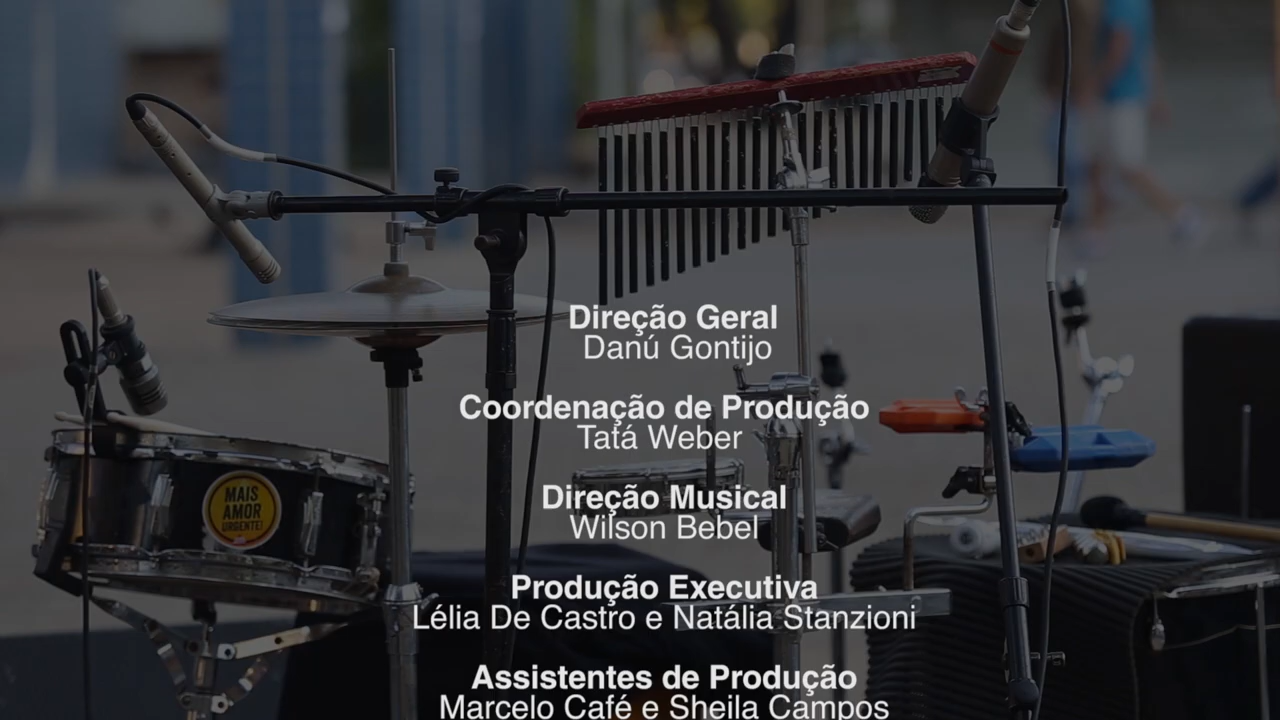 Direção Geral
Danú Gontijo
Coordenação de Produção
Tatá Weber
Direção Musical
Wilson Bebel
Produção Executiva
Lélia De Castro e Natália Stanzioni
Assistentes de Produção
Marcelo Café e Sheila Campos
MAIS
AMOR
URGENTE!